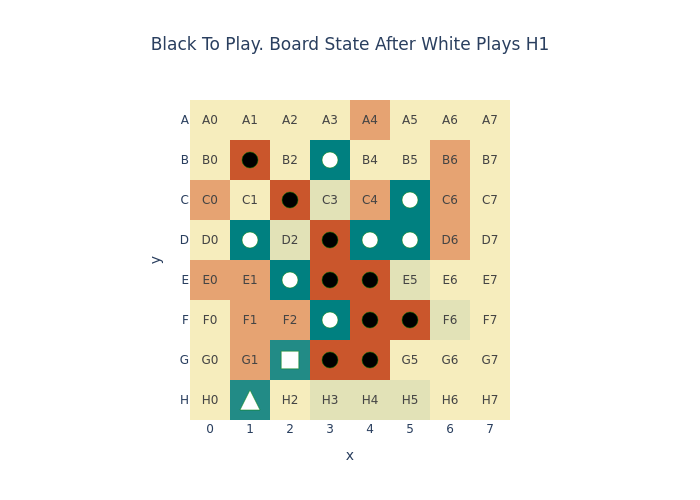 Black To Play. Board State After White Plays H1
A A0 A1 A2 A3 A4 A5 A6 A7
B B0 B2 B4 B5 B6 B7
C C0 C1 C3 C4 C6 C7
D D0 D2 D6 D7
y
E E0 E1 E5 E6 E7
F F0 F1 F2 F6 F7
G G0 G1 G5 G6 G7
H H0 H2 H3 H4 H5 H6 H7
0 1 2 3 4 5 6 7
x